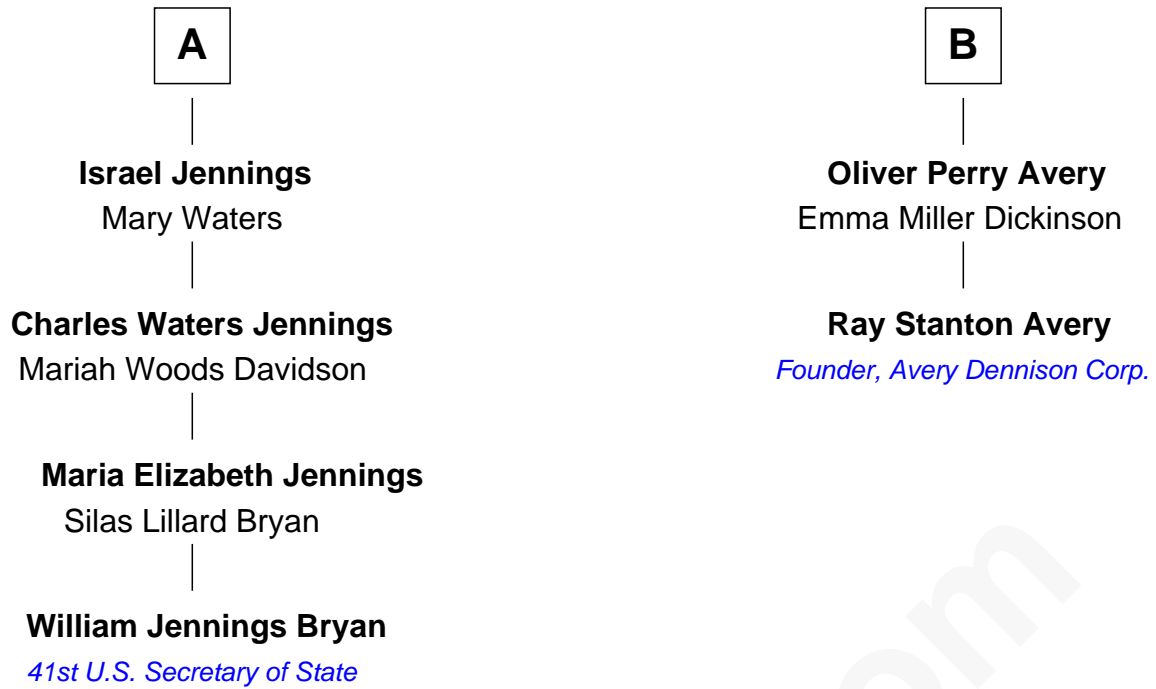 A
Israel Jennings
Mary Waters
Charles Waters Jennings
Mariah Woods Davidson
Maria Elizabeth Jennings
Silas Lillard Bryan
William Jennings Bryan
41st U.S. Secretary of State
B
Oliver Perry Avery
Emma Miller Dickinson
Ray Stanton Avery
Founder, Avery Dennison Corp.
om